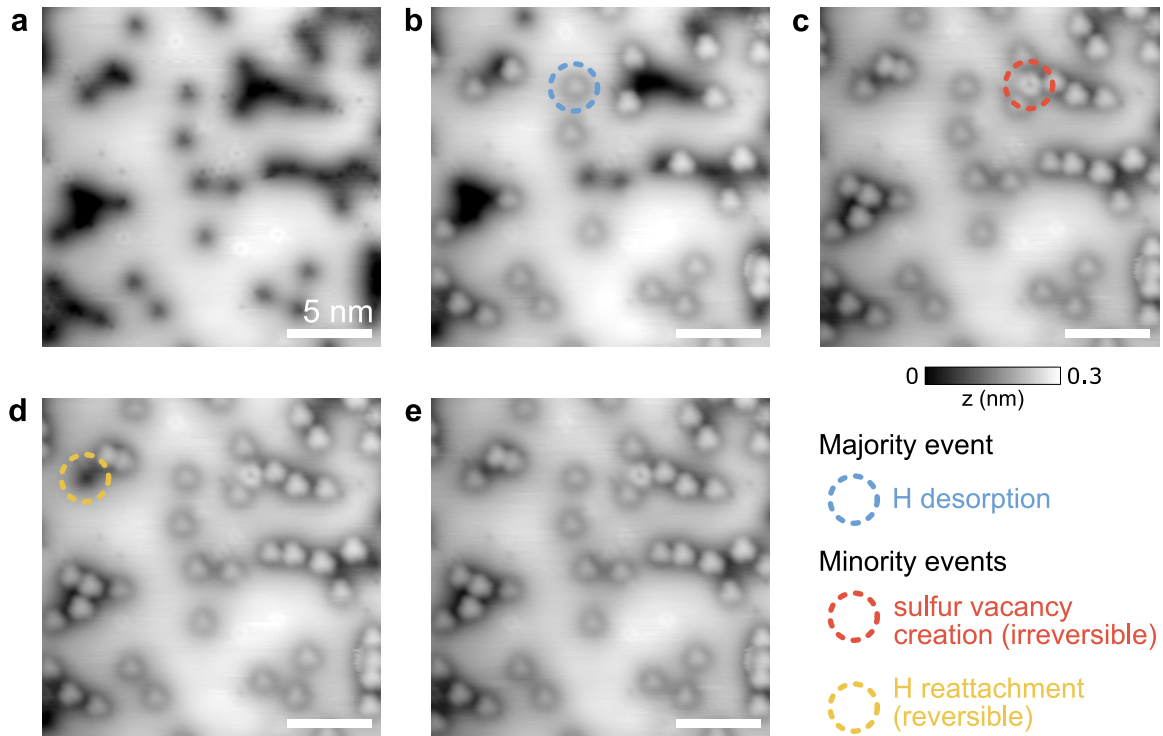 a
b
c
5 nm
0
0.3
z (nm)
d
e
Majority event
H desorption
Minority events
sulfur vacancy
creation (irreversible)
H reattachment
(reversible)